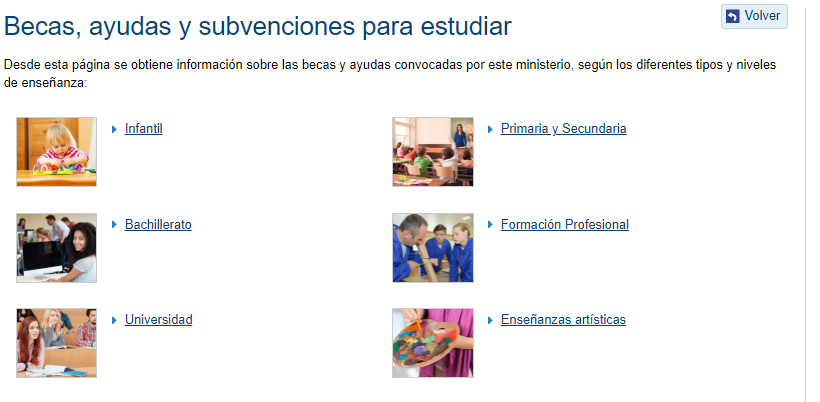 Becas, ayudas y subvenciones para estudiar
Volver
Desde esta página se obtiene información sobre las becas y ayudas convocadas por este ministerio, según los diferentes tipos y niveles
de enseñanza:
Infantil
Primaria y Secundaria
Bachillerato
Formación Profesional
Universidad
Enseñanzas artísticas